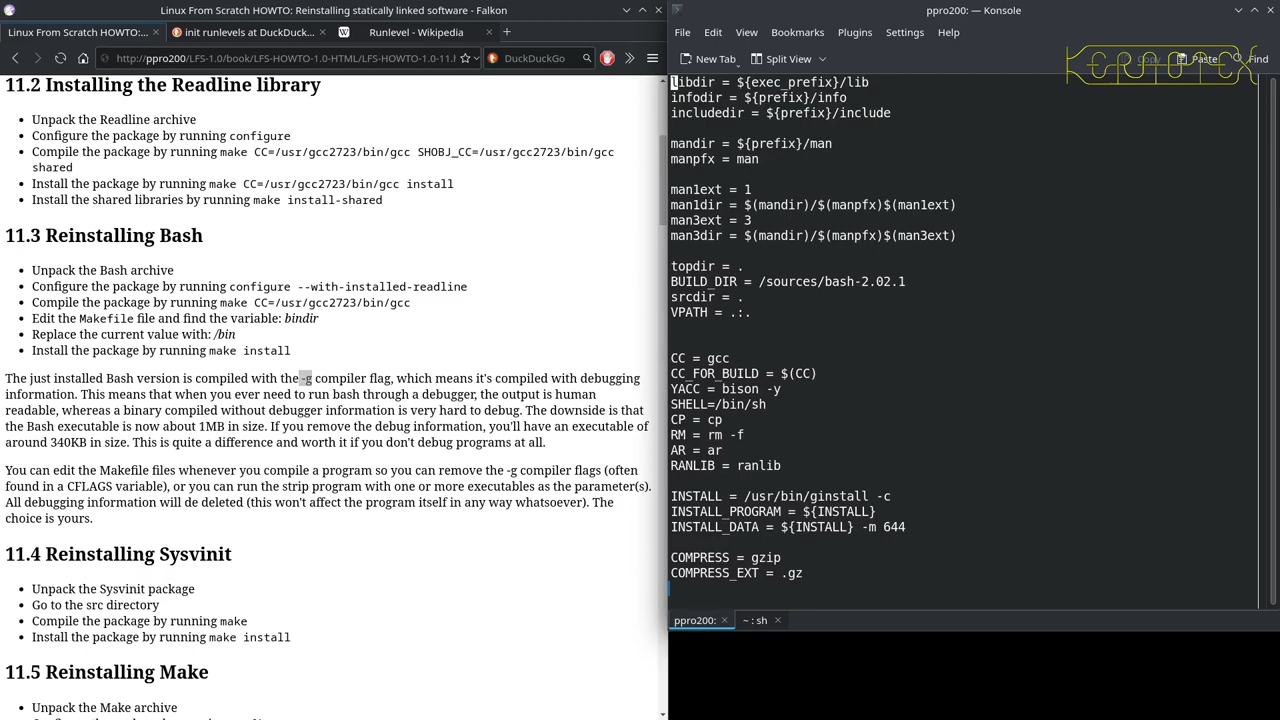 Linux From Scratch HOWTO: Reinstalling statically linked software - Falkon
Linux From Scratch HOWTO:...
init runlevels at DuckDuck...
Runlevel - Wikipedia
http://ppro200/LFS-1.0/book/LFS-HOWTO-1.0-HTML/LFS-HOWTO-1.0-11.l
DuckDuckGo
11.2 Installing the Readline library
Unpack the Readline archive
Configure the package by running configure
Compile the package by running make CC=/usr/gcc2723/bin/gcc SHOBJ_CC=/usr/gcc2723/bin/gcc
shared
Install the package by running make CC=/usr/gcc2723/bin/gcc install
Install the shared libraries by running make install-shared
11.3 Reinstalling Bash
Unpack the Bash archive
Configure the package by running configure --with-installed-readline
Compile the package by running make CC=/usr/gcc2723/bin/gcc
Edit the Makefile file and find the variable: bindir
Replace the current value with: /bin
Install the package by running make install
The just installed Bash version is compiled with the -g compiler flag, which means it's compiled with debugging
information. This means that when you ever need to run bash through a debugger, the output is human
readable, whereas a binary compiled without debugger information is very hard to debug. The downside is that
the Bash executable is now about 1MB in size. If you remove the debug information, you'll have an executable of
around 340KB in size. This is quite a difference and worth it if you don't debug programs at all.
You can edit the Makefile files whenever you compile a program so you can remove the -g compiler flags (often
found in a CFLAGS variable), or you can run the strip program with one or more executables as the parameter(s).
All debugging information will de deleted (this won't affect the program itself in any way whatsoever). The
choice is yours.
11.4 Reinstalling Sysvinit
Unpack the Sysvinit package
Go to the src directory
Compile the package by running make
Install the package by running make install
11.5 Reinstalling Make
Unpack the Make archive
ppro200: — Konsole
File Edit View Bookmarks Plugins Settings Help
New Tab Split View Copy Paste Find
libdir = ${exec_prefix}/lib
infodir = ${prefix}/info
includedir = ${prefix}/include
mandir = ${prefix}/man
manpfx = man
man1ext = 1
man1dir = $(mandir)/$(manpfx)$(man1ext)
man3ext = 3
man3dir = $(mandir)/$(manpfx)$(man3ext)
topdir = .
BUILD_DIR = /sources/bash-2.02.1
srcdir = .
VPATH = .:.
CC = gcc
CC_FOR_BUILD = $(CC)
YACC = bison -y
SHELL=/bin/sh
CP = cp
RM = rm -f
AR = ar
RANLIB = ranlib
INSTALL = /usr/bin/ginstall -c
INSTALL_PROGRAM = ${INSTALL}
INSTALL_DATA = ${INSTALL} -m 644
COMPRESS = gzip
COMPRESS_EXT = .gz
ppro200:
~ : sh